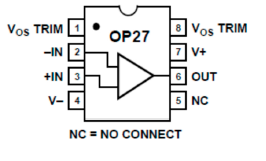 VOS TRIM 1 OP27 8 VOS TRIM
–IN 2 7 V+
+IN 3 6 OUT
V– 4 5 NC
NC = NO CONNECT